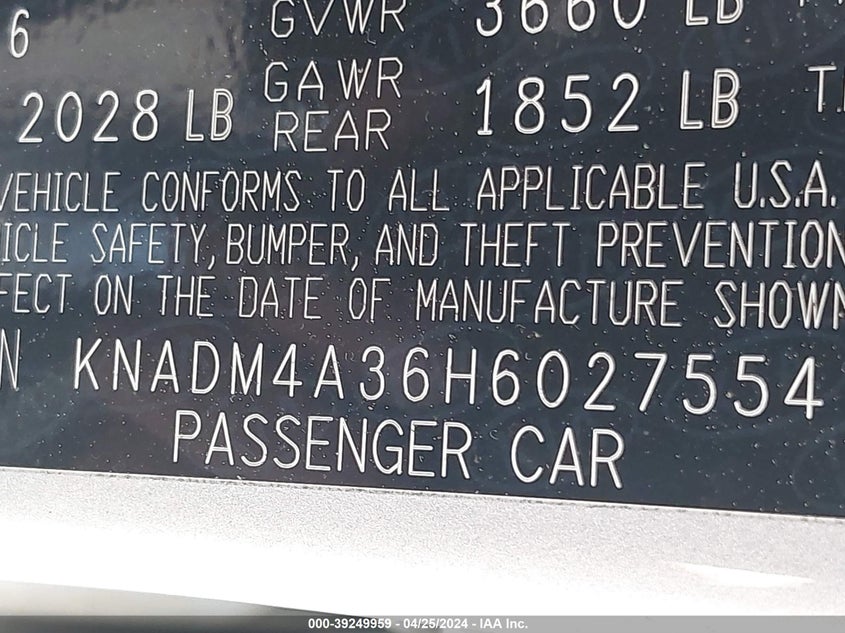 6 GVWR 3660 LB
2028 LB GAWR REAR 1852 LB
VEHICLE CONFORMS TO ALL APPLICABLE U.S.A.
ICLE SAFETY, BUMPER, AND THEFT PREVENTION
FECT ON THE DATE OF MANUFACTURE SHOWN
N KNADM4A36H6027554
PASSENGER CAR
000-39249959 - 04/25/2024 - IAA Inc.